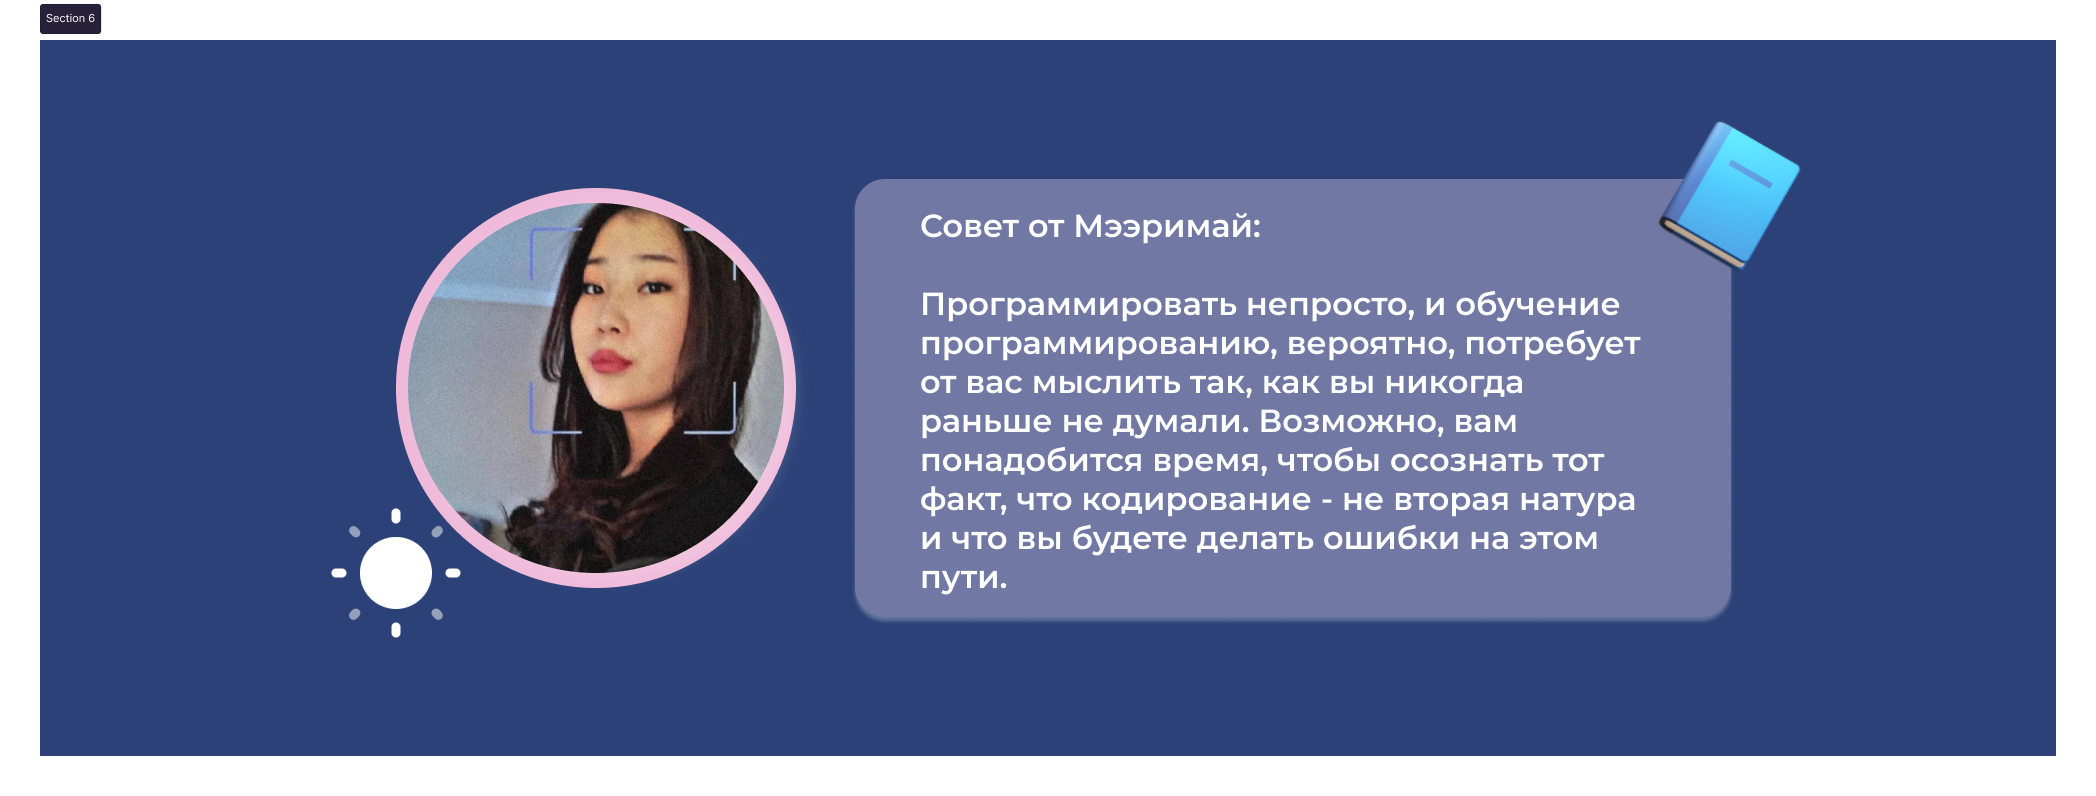 Section 6
Совет от Мээримай:
Программировать непросто, и обучение
программированию, вероятно, потребует
от вас мыслить так, как вы никогда
раньше не думали. Возможно, вам
понадобится время, чтобы осознать тот
факт, что кодирование - не вторая натура
и что вы будете делать ошибки на этом
пути.